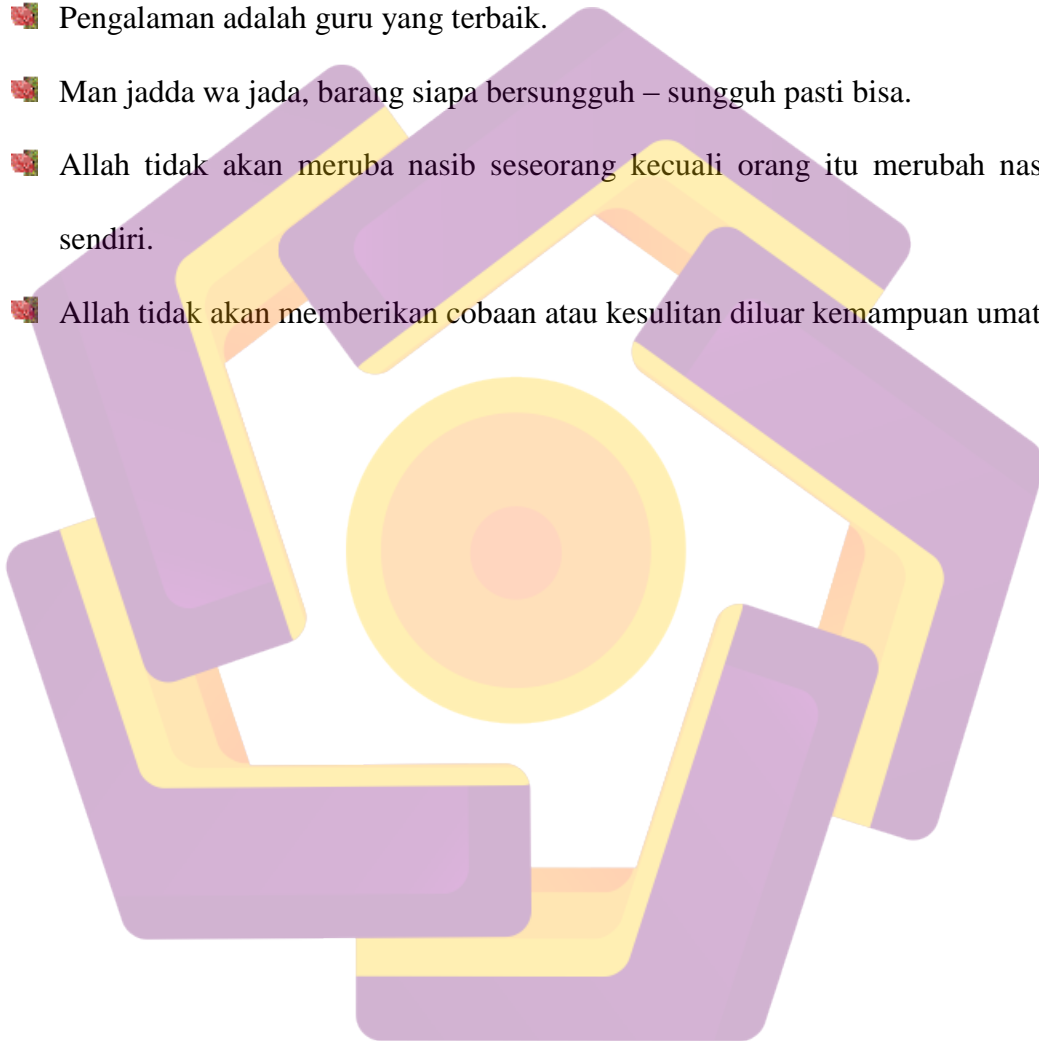 Pengalaman adalah guru yang terbaik.
Man jadda wa jada, barang siapa bersungguh – sungguh pasti bisa.
Allah tidak akan meruba nasib seseorang kecuali orang itu merubah nas
sendiri.
Allah tidak akan memberikan cobaan atau kesulitan diluar kemampuan umat